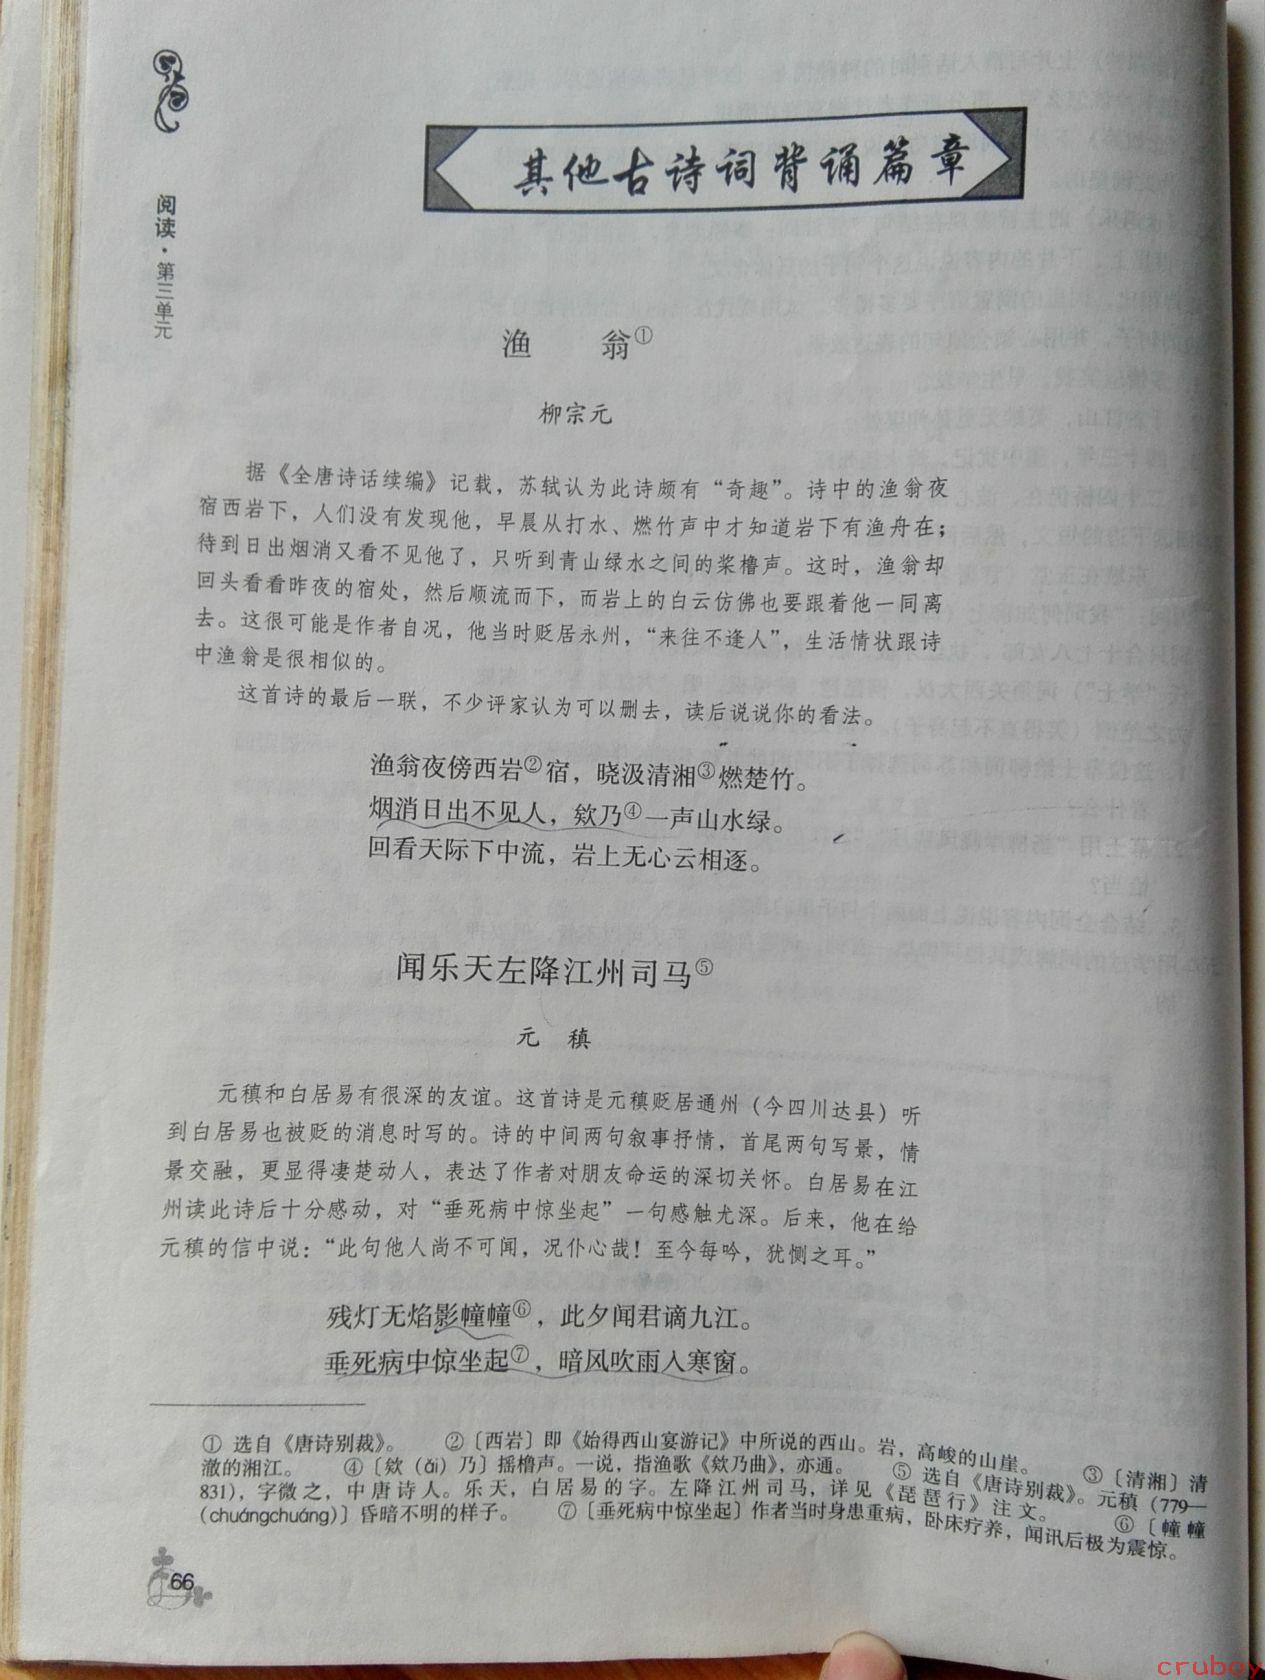 阅读·第三单元
其他古诗词背诵篇章
渔 翁①
柳宗元
据《全唐诗话续编》记载，苏轼认为此诗颇有“奇趣”。诗中的渔翁夜
宿西岩下，人们没有发现他，早晨从打水、燃竹声中才知道岩下有渔舟在；
待到日出烟消又看不见他了，只听到青山绿水之间的桨橹声。这时，渔翁却
回头看看昨夜的宿处，然后顺流而下，而岩上的白云仿佛也要跟着他一同离
去。这很可能是作者自况，他当时贬居永州，“来往不逢人”，生活情状跟诗
中渔翁是很相似的。
这首诗的最后一联，不少评家认为可以删去，读后说说你的看法。
渔翁夜傍西岩②宿，晓汲清湘③燃楚竹。
烟消日出不见人，欸乃④一声山水绿。
回看天际下中流，岩上无心云相逐。
闻乐天左降江州司马⑤
元 稹
元稹和白居易有很深的友谊。这首诗是元稹贬居通州（今四川达县）听
到白居易也被贬的消息时写的。诗的中间两句叙事抒情，首尾两句写景，情
景交融，更显得凄楚动人，表达了作者对朋友命运的深切关怀。白居易在江
州读此诗后十分感动，对“垂死病中惊坐起”一句感触尤深。后来，他在给
元稹的信中说：“此句他人尚不可闻，况仆心哉！至今每吟，犹恻恻耳。”
残灯无焰影幢幢⑥，此夕闻君谪九江。
垂死病中惊坐起⑦，暗风吹雨入寒窗。
① 选自《唐诗别裁》。 ②〔西岩〕即《始得西山宴游记》中所说的西山。岩，高峻的山崖。 ③〔清湘〕清
澈的湘江。 ④〔欸（ǎi）乃〕摇橹声。一说，指渔歌《欸乃曲》，亦通。 ⑤ 选自《唐诗别裁》。元稹（779—
831），字微之，中唐诗人。乐天，白居易的字。左降江州司马，详见《琵琶行》注文。 ⑥〔幢幢
（chuángchuáng）〕昏暗不明的样子。 ⑦〔垂死病中惊坐起〕作者当时身患重病，卧床疗养，闻讯后极为震惊。
66
cruboy